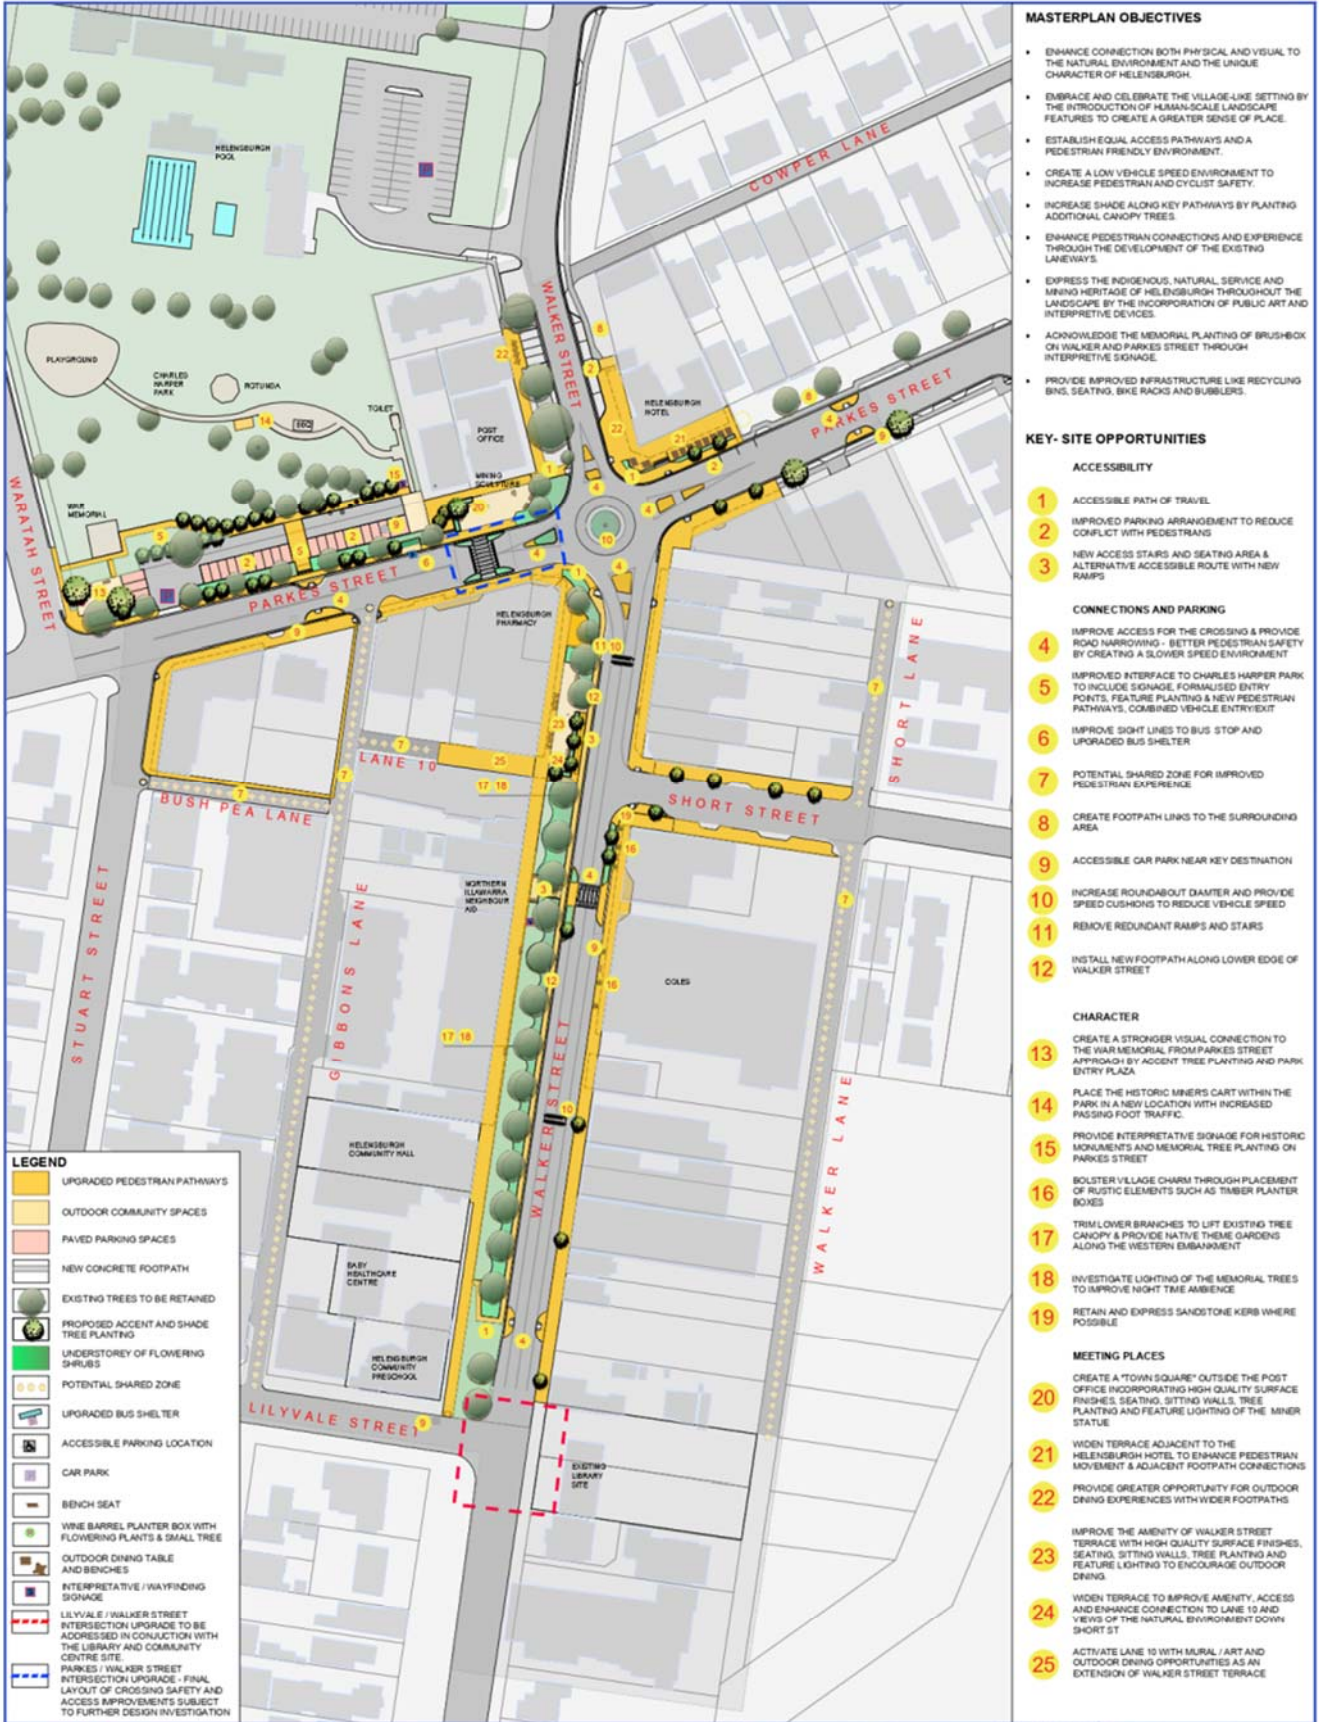 MASTERPLAN OBJECTIVES
• ENHANCE CONNECTION BOTH PHYSICAL AND VISUAL TO
THE NATURAL ENVIRONMENT AND THE UNIQUE
CHARACTER OF HELENSBURGH.
• EMBRACE AND CELEBRATE THE VILLAGE-LIKE SETTING BY
THE INTRODUCTION OF HUMAN-SCALE LANDSCAPE
FEATURES TO CREATE A GREATER SENSE OF PLACE.
• ESTABLISH EQUAL ACCESS PATHWAYS AND A
PEDESTRIAN FRIENDLY ENVIRONMENT.
• CREATE A LOW VEHICLE SPEED ENVIRONMENT TO
INCREASE PEDESTRIAN AND CYCLIST SAFETY.
• INCREASE SHADE ALONG KEY PATHWAYS BY PLANTING
ADDITIONAL CANOPY TREES.
• ENHANCE PEDESTRIAN CONNECTIONS AND EXPERIENCE
THROUGH THE DEVELOPMENT OF THE EXISTING
LANEWAYS.
• EXPRESS THE INDIGENOUS, NATURAL, SERVICE AND
MINING HERITAGE OF HELENSBURGH THROUGHOUT THE
LANDSCAPE BY THE INCORPORATION OF PUBLIC ART AND
INTERPRETIVE DEVICES.
• ACKNOWLEDGE THE MEMORIAL PLANTING OF BRUSHBOX
ON WALKER AND PARKES STREET THROUGH
INTERPRETIVE SIGNAGE.
• PROVIDE IMPROVED INFRASTRUCTURE LIKE RECYCLING
BINS, SEATING, BIKE RACKS AND BUBBLERS.
KEY- SITE OPPORTUNITIES
ACCESSIBILITY
1 ACCESSIBLE PATH OF TRAVEL
2 IMPROVED PARKING ARRANGEMENT TO REDUCE
CONFLICT WITH PEDESTRIANS
3 NEW ACCESS STAIRS AND SEATING AREA &
ALTERNATIVE ACCESSIBLE ROUTE WITH NEW
RAMPS
CONNECTIONS AND PARKING
4 IMPROVE ACCESS FOR THE CROSSING & PROVIDE
ROAD NARROWING - BETTER PEDESTRIAN SAFETY
BY CREATING A SLOWER SPEED ENVIRONMENT
5 IMPROVED INTERFACE TO CHARLES HARPER PARK
TO INCLUDE SIGNAGE, FORMALISED ENTRY
POINTS, FEATURE PLANTING & NEW PEDESTRIAN
PATHWAYS, COMBINED VEHICLE ENTRY/EXIT
6 IMPROVE SIGHT LINES TO BUS STOP AND
UPGRADED BUS SHELTER
7 POTENTIAL SHARED ZONE FOR IMPROVED
PEDESTRIAN EXPERIENCE
8 CREATE FOOTPATH LINKS TO THE SURROUNDING
AREA
9 ACCESSIBLE CAR PARK NEAR KEY DESTINATION
10 INCREASE ROUNDABOUT DIAMTER AND PROVIDE
SPEED CUSHIONS TO REDUCE VEHICLE SPEED
11 REMOVE REDUNDANT RAMPS AND STAIRS
12 INSTALL NEW FOOTPATH ALONG LOWER EDGE OF
WALKER STREET
CHARACTER
13 CREATE A STRONGER VISUAL CONNECTION TO
THE WAR MEMORIAL FROM PARKES STREET
APPROACH BY ACCENT TREE PLANTING AND PARK
ENTRY PLAZA
14 PLACE THE HISTORIC MINER'S CART WITHIN THE
PARK IN A NEW LOCATION WITH INCREASED
PASSING FOOT TRAFFIC.
15 PROVIDE INTERPRETATIVE SIGNAGE FOR HISTORIC
MONUMENTS AND MEMORIAL TREE PLANTING ON
PARKES STREET
16 BOLSTER VILLAGE CHARM THROUGH PLACEMENT
OF RUSTIC ELEMENTS SUCH AS TIMBER PLANTER
BOXES
17 TRIM LOWER BRANCHES TO LIFT EXISTING TREE
CANOPY & PROVIDE NATIVE THEME GARDENS
ALONG THE WESTERN EMBANKMENT
18 INVESTIGATE LIGHTING OF THE MEMORIAL TREES
TO IMPROVE NIGHT TIME AMBIENCE
19 RETAIN AND EXPRESS SANDSTONE KERB WHERE
POSSIBLE
MEETING PLACES
20 CREATE A "TOWN SQUARE" OUTSIDE THE POST
OFFICE INCORPORATING HIGH QUALITY SURFACE
FINISHES, SEATING, SITTING WALLS, TREE
PLANTING AND FEATURE LIGHTING OF THE MINER
STATUE
21 WIDEN TERRACE ADJACENT TO THE
HELENSBURGH HOTEL TO ENHANCE PEDESTRIAN
MOVEMENT & ADJACENT FOOTPATH CONNECTIONS
22 PROVIDE GREATER OPPORTUNITY FOR OUTDOOR
DINING EXPERIENCES WITH WIDER FOOTPATHS
23 IMPROVE THE AMENITY OF WALKER STREET
TERRACE WITH HIGH QUALITY SURFACE FINISHES,
SEATING, SITTING WALLS, TREE PLANTING AND
FEATURE LIGHTING TO ENCOURAGE OUTDOOR
DINING.
24 WIDEN TERRACE TO IMPROVE AMENITY, ACCESS
AND ENHANCE CONNECTION TO LANE 10 AND
VIEWS OF THE NATURAL ENVIRONMENT DOWN
SHORT ST
25 ACTIVATE LANE 10 WITH MURAL / ART AND
OUTDOOR DINING OPPORTUNITIES AS AN
EXTENSION OF WALKER STREET TERRACE
HELENSBURGH
POOL
COWPER LANE
WALKER STREET
PLAYGROUND
CHARLES
HARPER
PARK
ROTUNDA
BBQ
TOILET
POST
OFFICE
HELENSBURGH
HOTEL
PARKES STREET
MINING
SCULPTURE
WAR
MEMORIAL
WARATAH STREET
PARKES STREET
HELENSBURGH
PHARMACY
SHORT LANE
LANE 10
BUSH PEA LANE
SHORT STREET
STUART STREET
GIBBONS LANE
NORTHERN
ILLAWARRA
NEIGHBOUR
AID
COLES
WALKER STREET
WALKER LANE
HELENSBURGH
COMMUNITY HALL
BABY
HEALTHCARE
CENTRE
HELENSBURGH
COMMUNITY
PRESCHOOL
LILYVALE STREET
EXISTING
LIBRARY
SITE
LEGEND
UPGRADED PEDESTRIAN PATHWAYS
OUTDOOR COMMUNITY SPACES
PAVED PARKING SPACES
NEW CONCRETE FOOTPATH
EXISTING TREES TO BE RETAINED
PROPOSED ACCENT AND SHADE
TREE PLANTING
UNDERSTOREY OF FLOWERING
SHRUBS
POTENTIAL SHARED ZONE
UPGRADED BUS SHELTER
ACCESSIBLE PARKING LOCATION
CAR PARK
BENCH SEAT
WINE BARREL PLANTER BOX WITH
FLOWERING PLANTS & SMALL TREE
OUTDOOR DINING TABLE
AND BENCHES
INTERPRETATIVE / WAYFINDING
SIGNAGE
LILYVALE / WALKER STREET
INTERSECTION UPGRADE TO BE
ADDRESSED IN CONJUCTION WITH
THE LIBRARY AND COMMUNITY
CENTRE SITE.
PARKES / WALKER STREET
INTERSECTION UPGRADE - FINAL
LAYOUT OF CROSSING SAFETY AND
ACCESS IMPROVEMENTS SUBJECT
TO FURTHER DESIGN INVESTIGATION